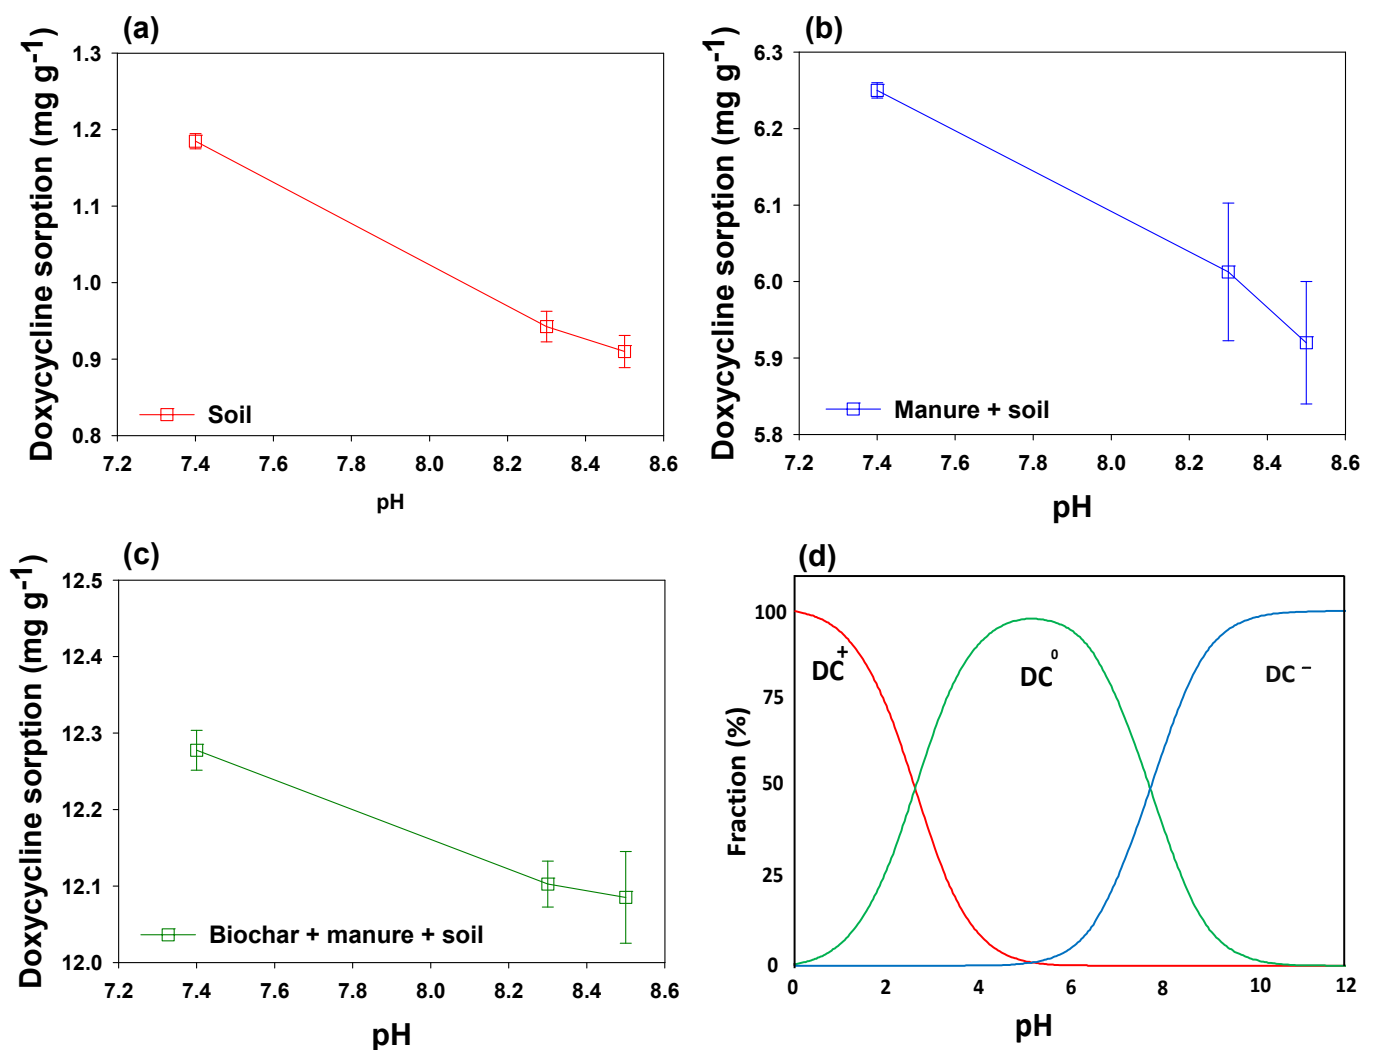 (a)
Doxycycline sorption (mg g-1)
1.3
1.2
1.1
1.0
0.9
0.8
7.2 7.4 7.6 7.8 8.0 8.2 8.4 8.6
pH
Soil
(b)
Doxycycline sorption (mg g-1)
6.3
6.2
6.1
6.0
5.9
5.8
7.2 7.4 7.6 7.8 8.0 8.2 8.4 8.6
pH
Manure + soil
(c)
Doxycycline sorption (mg g-1)
12.5
12.4
12.3
12.2
12.1
12.0
7.2 7.4 7.6 7.8 8.0 8.2 8.4 8.6
pH
Biochar + manure + soil
(d)
Fraction (%)
100
75
50
25
0
0 2 4 6 8 10 12
pH
DC+
DC0
DC−